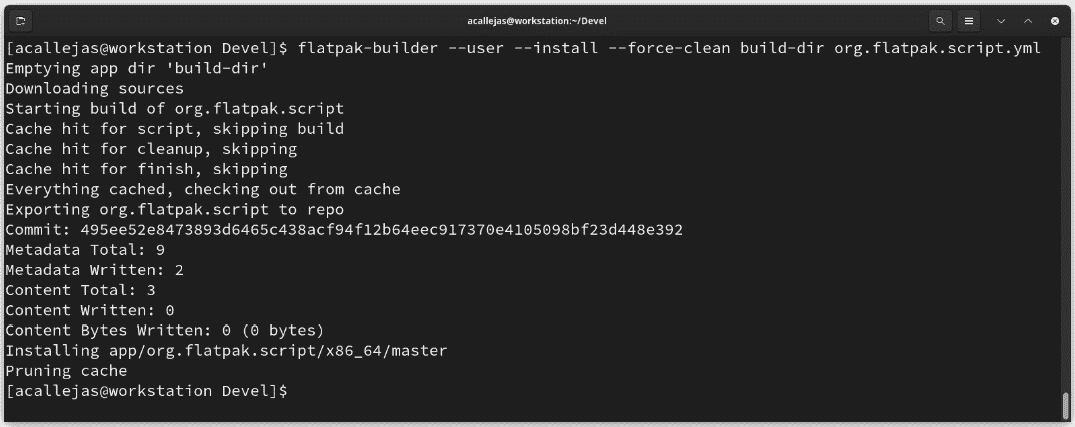 acallejas@workstation:~/Devel
[acallejas@workstation Devel]$ flatpak-builder --user --install --force-clean build-dir org.flatpak.script.yml
Emptying app dir 'build-dir'
Downloading sources
Starting build of org.flatpak.script
Cache hit for script, skipping build
Cache hit for cleanup, skipping
Cache hit for finish, skipping
Everything cached, checking out from cache
Exporting org.flatpak.script to repo
Commit: 495ee52e8473893d6465c438acf94f12b64eec917370e4105098bf23d448e392
Metadata Total: 9
Metadata Written: 2
Content Total: 3
Content Written: 0
Content Bytes Written: 0 (0 bytes)
Installing app/org.flatpak.script/x86_64/master
Pruning cache
[acallejas@workstation Devel]$